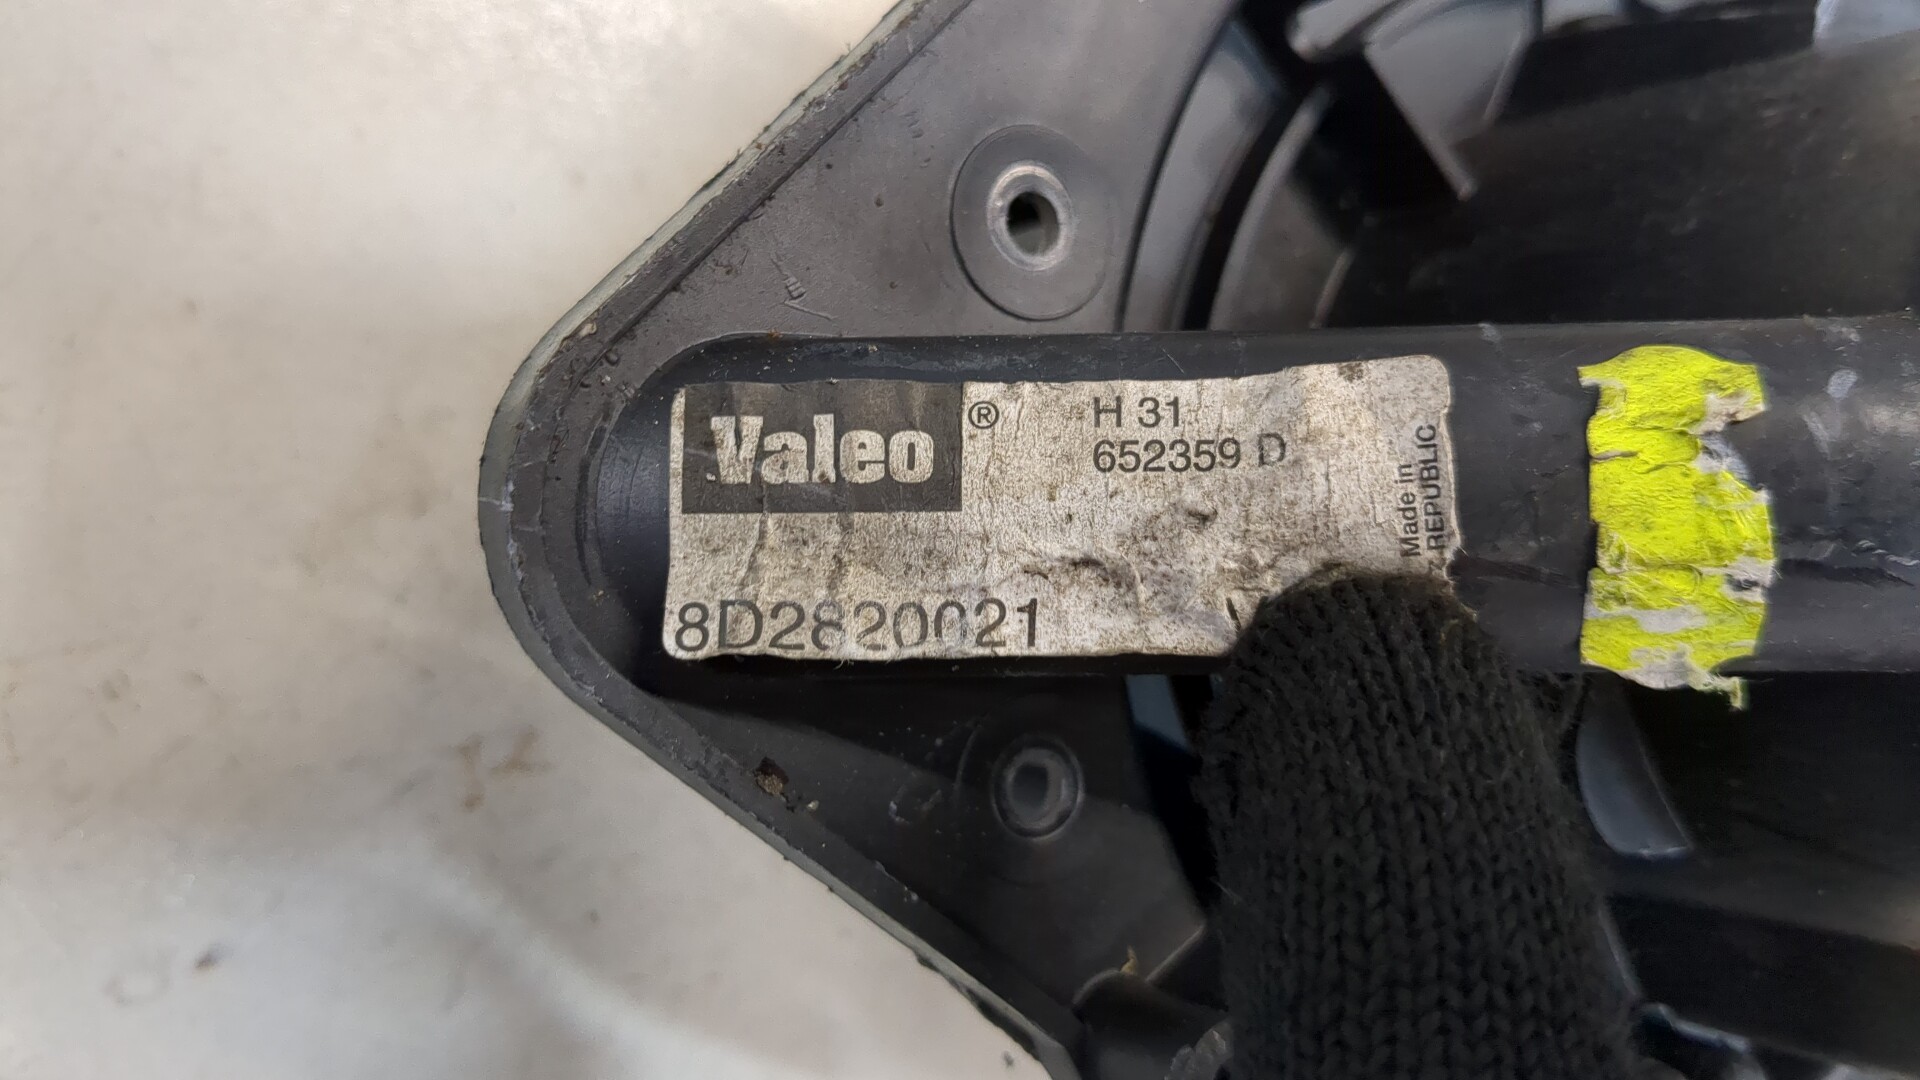 Valeo®
H 31
652359 D
Made in
REPUBLIC
8D2820021